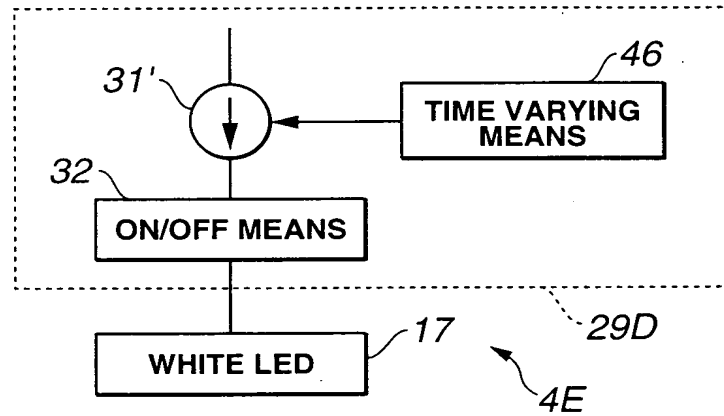 31'
46
TIME VARYING
MEANS
32
ON/OFF MEANS
29D
17
WHITE LED
4E